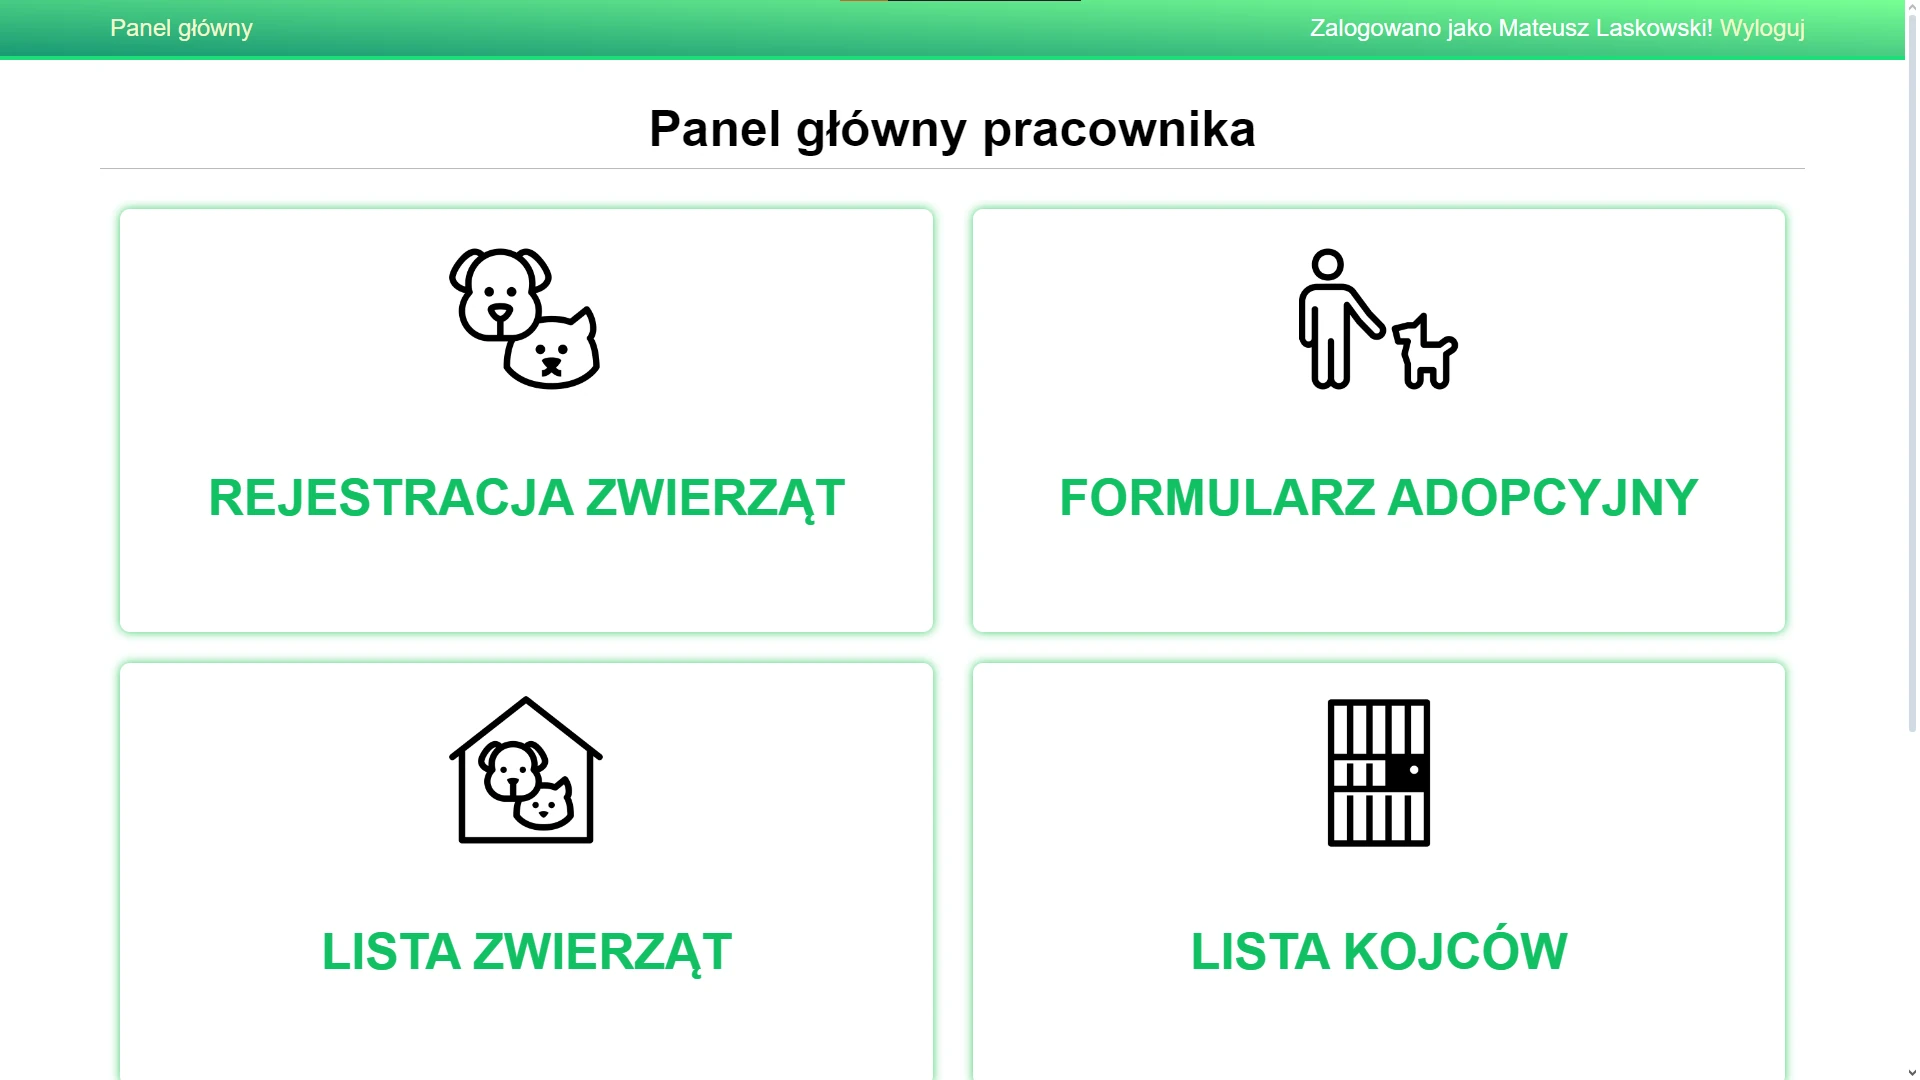 Panel główny
Zalogowano jako Mateusz Laskowski! Wyloguj
Panel główny pracownika
REJESTRACJA ZWIERZĄT
FORMULARZ ADOPCYJNY
LISTA ZWIERZĄT
LISTA KOJCÓW